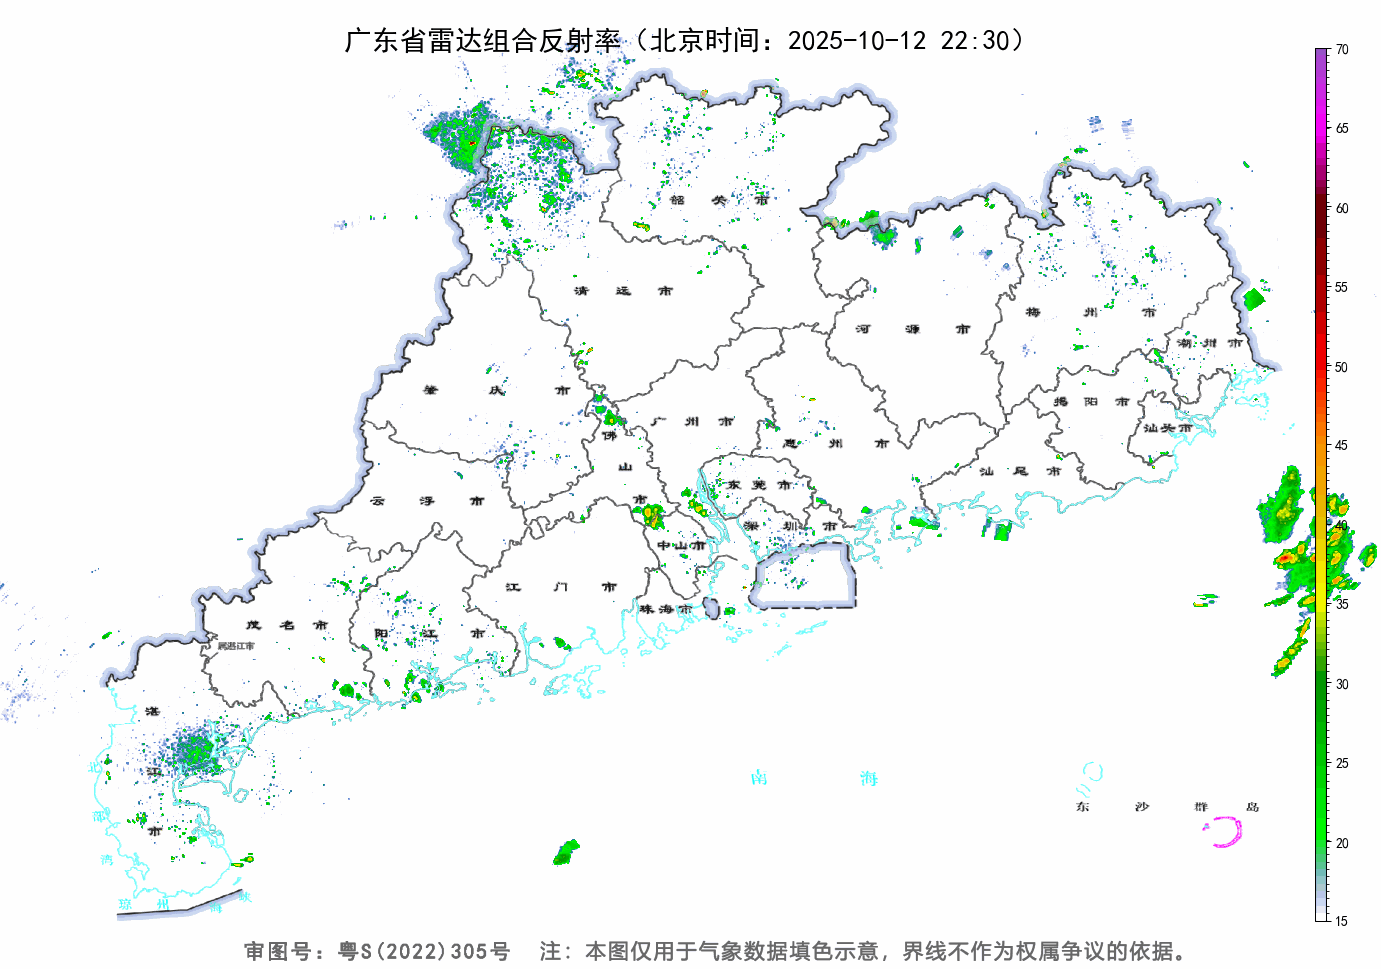 广东省雷达组合反射率（北京时间：2025-10-12 22:30）
70
65
60
55
50
45
40
35
30
25
20
15
韶关市
清远市
河源市
梅州市
潮州市
肇庆市
广州市
惠州市
揭阳市
汕头市
佛山市
东莞市
汕尾市
云浮市
深圳市
中山市
江门市
珠海市
茂名市
阳江市
属湛江市
湛江市
南海
东沙群岛
北部湾
琼州海峡
审图号：粤S(2022)305号 注：本图仅用于气象数据填色示意，界线不作为权属争议的依据。